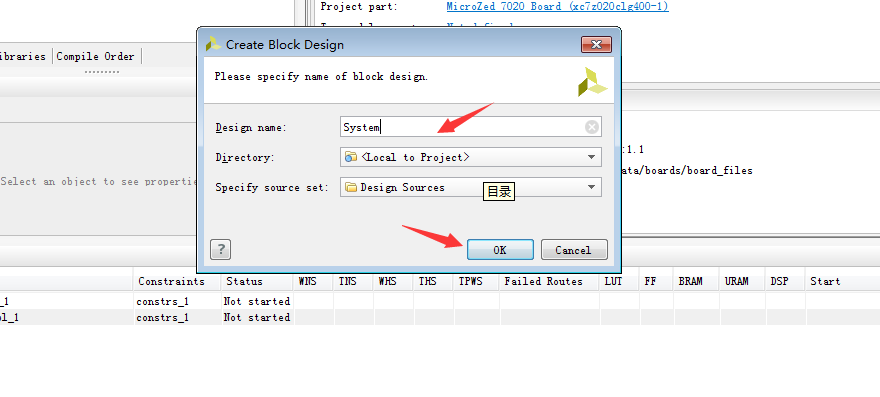 Project part: MicroZed 7020 Board (xc7z020clg400-1)
ibraries Compile Order
Create Block Design
Please specify name of block design.
Design name: System
Directory: <Local to Project>
Specify source set: Design Sources
目录
? OK Cancel
:1.1
ata/boards/board_files
Select an object to see propertie
Constraints Status WNS TNS WHS THS TPWS Failed Routes LUT FF BRAM URAM DSP Start
_1 constrs_1 Not started
ol_1 constrs_1 Not started